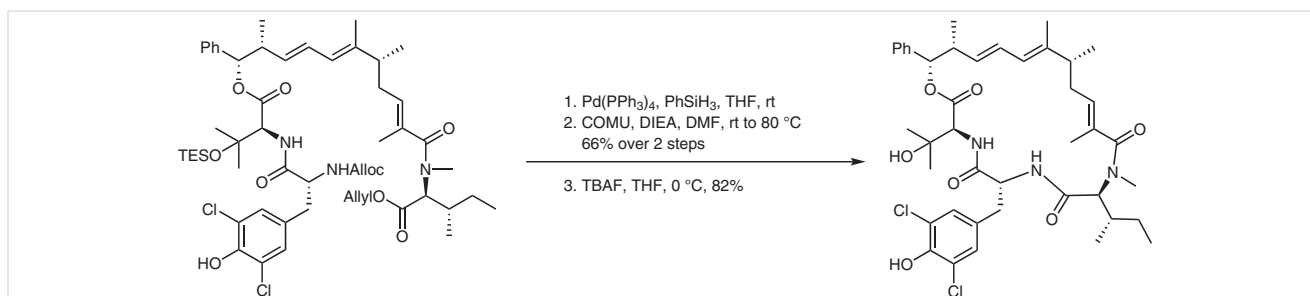 Ph
O
O
TESO
NH
O
NHAlloc
O
N
AllylO
O
Cl
HO
Cl
1. Pd(PPh3)4, PhSiH3, THF, rt
2. COMU, DIEA, DMF, rt to 80 °C
66% over 2 steps
3. TBAF, THF, 0 °C, 82%
Ph
O
O
HO
NH
O
H
N
O
O
N
Cl
HO
Cl